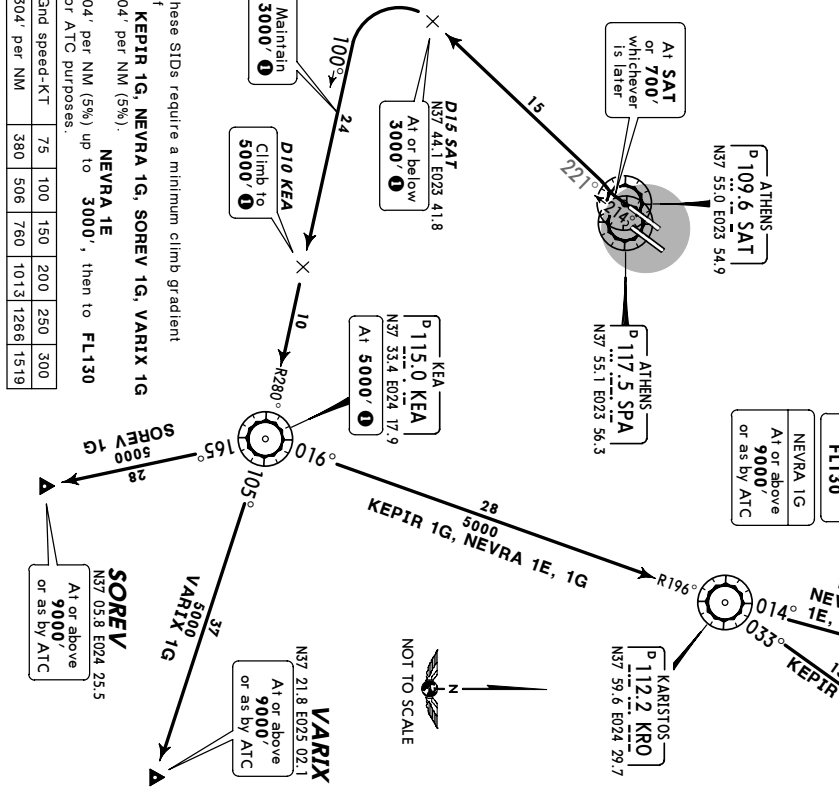 ATHENS
D 109.6 SAT
N37 55.0 E023 54.9
At SAT
or 700'
whichever
is later
ATHENS
D 117.5 SPA
N37 55.1 E023 56.3
221°
214°
15
D15 SAT
N37 44.1 E023 41.8
At or below
3000' 1
100°
24
Maintain
3000' 1
D10 KEA
Climb to
5000' 1
10
R280°
KEA
D 115.0 KEA
N37 33.4 E024 17.9
At 5000' 1
016°
28
5000
KEPIR 1G, NEVRA 1E, 1G
R196°
KARISTOS
D 112.2 KRO
N37 59.6 E024 29.7
014°
033°
1E,
KEPIR
FL130
NEVRA 1G
At or above
9000'
or as by ATC
165°
28
5000
SOREV 1G
SOREV
N37 05.8 E024 25.5
At or above
9000'
or as by ATC
105°
37
5000
VARIX 1G
VARIX
N37 21.8 E025 02.1
At or above
9000'
or as by ATC
N
NOT TO SCALE
hese SIDs require a minimum climb gradient
f
KEPIR 1G, NEVRA 1G, SOREV 1G, VARIX 1G
04' per NM (5%).
NEVRA 1E
04' per NM (5%) up to 3000', then to FL130
or ATC purposes.
Gnd speed-KT 75 100 150 200 250 300
304' per NM 380 506 760 1013 1266 1519